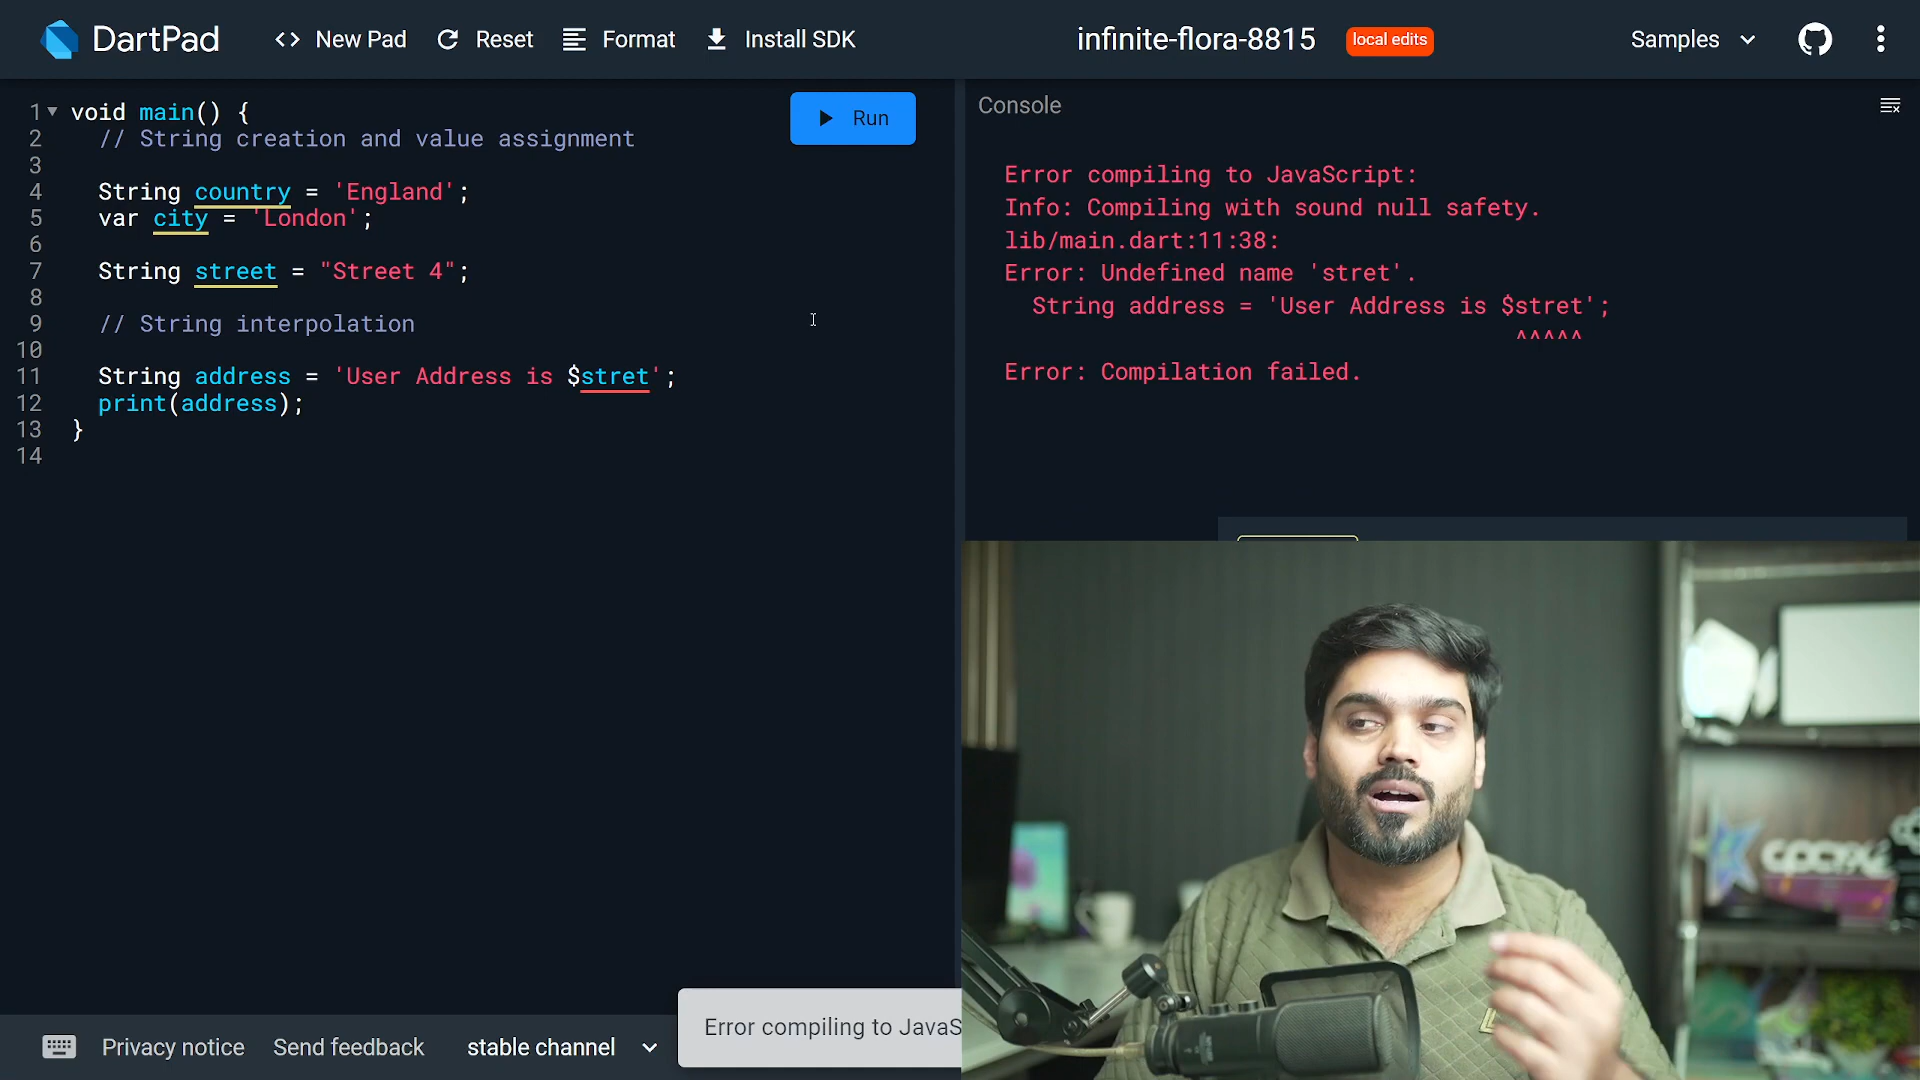 DartPad
<> New Pad
Reset
Format
Install SDK
infinite-flora-8815
local edits
Samples
1 void main() {
2 // String creation and value assignment
3
4 String country = 'England';
5 var city = 'London';
6
7 String street = "Street 4";
8
9 // String interpolation
10
11 String address = 'User Address is $stret';
12 print(address);
13 }
14
Run
Console
Error compiling to JavaScript:
Info: Compiling with sound null safety.
lib/main.dart:11:38:
Error: Undefined name 'stret'.
String address = 'User Address is $stret';
^^^^^
Error: Compilation failed.
Privacy notice
Send feedback
stable channel
Error compiling to JavaS